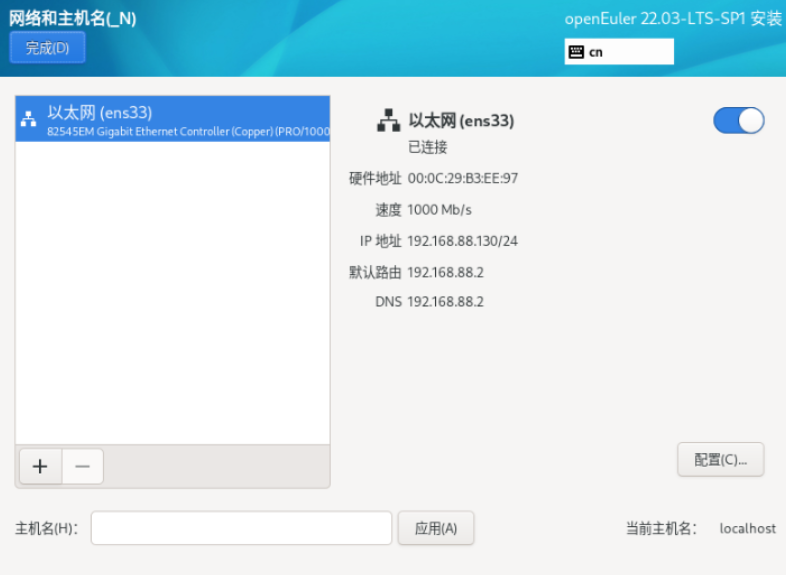 网络和主机名(_N)
openEuler 22.03-LTS-SP1 安装
完成(D)
cn
以太网 (ens33)
82545EM Gigabit Ethernet Controller (Copper) (PRO/1000
以太网 (ens33)
已连接
硬件地址 00:0C:29:B3:EE:97
速度 1000 Mb/s
IP 地址 192.168.88.130/24
默认路由 192.168.88.2
DNS 192.168.88.2
配置(C)...
主机名(H):
应用(A)
当前主机名: localhost